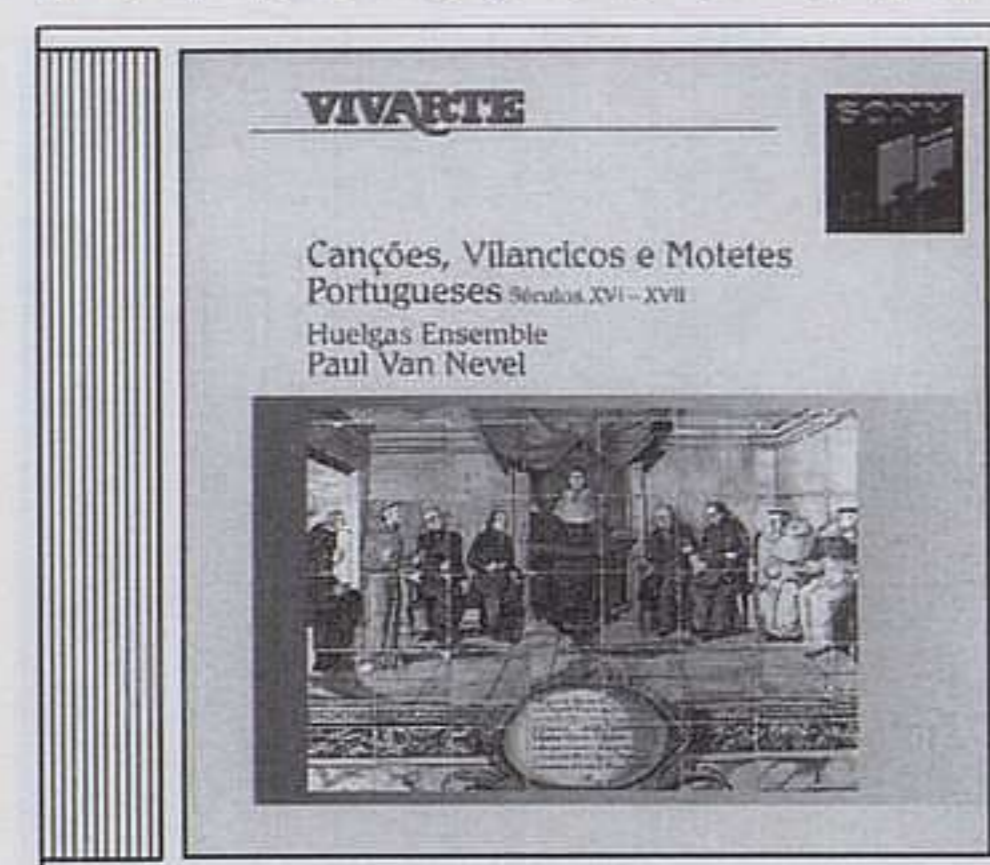 VIVARTE
SONY
Canções, Vilancicos e Motetes
Portugueses Séculos XVI – XVII
Huelgas Ensemble
Paul Van Nevel